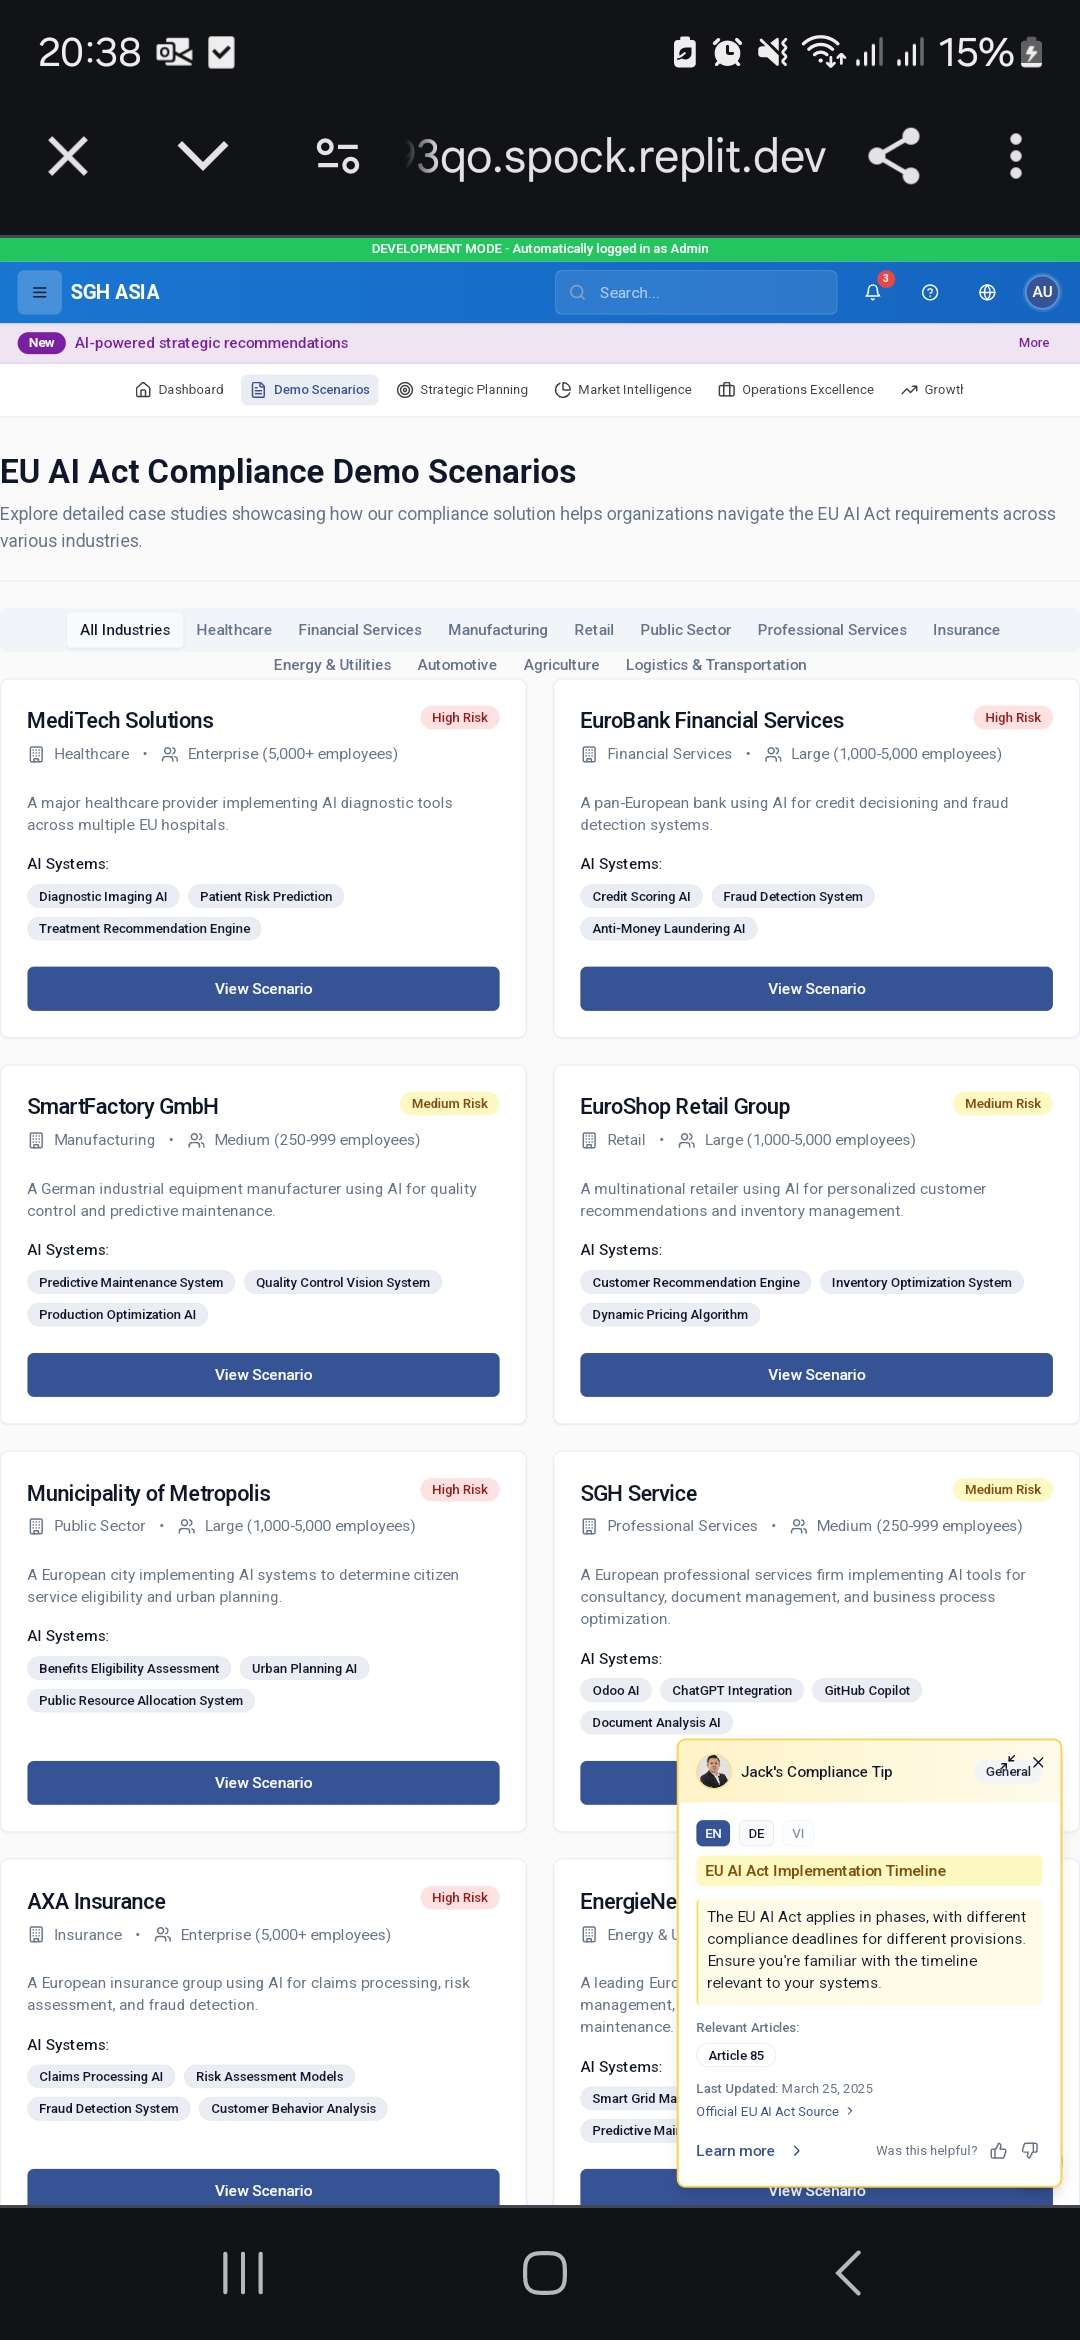 20:38
15%
3qo.spock.replit.dev
DEVELOPMENT MODE - Automatically logged in as Admin
SGH ASIA
Search...
3
AU
New AI-powered strategic recommendations
More
Dashboard
Demo Scenarios
Strategic Planning
Market Intelligence
Operations Excellence
Growth
EU AI Act Compliance Demo Scenarios
Explore detailed case studies showcasing how our compliance solution helps organizations navigate the EU AI Act requirements across
various industries.
All Industries Healthcare Financial Services Manufacturing Retail Public Sector Professional Services Insurance
Energy & Utilities Automotive Agriculture Logistics & Transportation
MediTech Solutions
High Risk
Healthcare • Enterprise (5,000+ employees)
A major healthcare provider implementing AI diagnostic tools
across multiple EU hospitals.
AI Systems:
Diagnostic Imaging AI Patient Risk Prediction
Treatment Recommendation Engine
View Scenario
EuroBank Financial Services
High Risk
Financial Services • Large (1,000-5,000 employees)
A pan-European bank using AI for credit decisioning and fraud
detection systems.
AI Systems:
Credit Scoring AI Fraud Detection System
Anti-Money Laundering AI
View Scenario
SmartFactory GmbH
Medium Risk
Manufacturing • Medium (250-999 employees)
A German industrial equipment manufacturer using AI for quality
control and predictive maintenance.
AI Systems:
Predictive Maintenance System Quality Control Vision System
Production Optimization AI
View Scenario
EuroShop Retail Group
Medium Risk
Retail • Large (1,000-5,000 employees)
A multinational retailer using AI for personalized customer
recommendations and inventory management.
AI Systems:
Customer Recommendation Engine Inventory Optimization System
Dynamic Pricing Algorithm
View Scenario
Municipality of Metropolis
High Risk
Public Sector • Large (1,000-5,000 employees)
A European city implementing AI systems to determine citizen
service eligibility and urban planning.
AI Systems:
Benefits Eligibility Assessment Urban Planning AI
Public Resource Allocation System
View Scenario
SGH Service
Medium Risk
Professional Services • Medium (250-999 employees)
A European professional services firm implementing AI tools for
consultancy, document management, and business process
optimization.
AI Systems:
Odoo AI ChatGPT Integration GitHub Copilot
Document Analysis AI
AXA Insurance
High Risk
Insurance • Enterprise (5,000+ employees)
A European insurance group using AI for claims processing, risk
assessment, and fraud detection.
AI Systems:
Claims Processing AI Risk Assessment Models
Fraud Detection System Customer Behavior Analysis
View Scenario
EnergieNe
Energy & U
A leading Euro
management,
maintenance.
AI Systems:
Smart Grid Ma
Predictive Mai
View Scenario
Jack's Compliance Tip
General
EN DE VI
EU AI Act Implementation Timeline
The EU AI Act applies in phases, with different
compliance deadlines for different provisions.
Ensure you're familiar with the timeline
relevant to your systems.
Relevant Articles:
Article 85
Last Updated: March 25, 2025
Official EU AI Act Source
Learn more
Was this helpful?